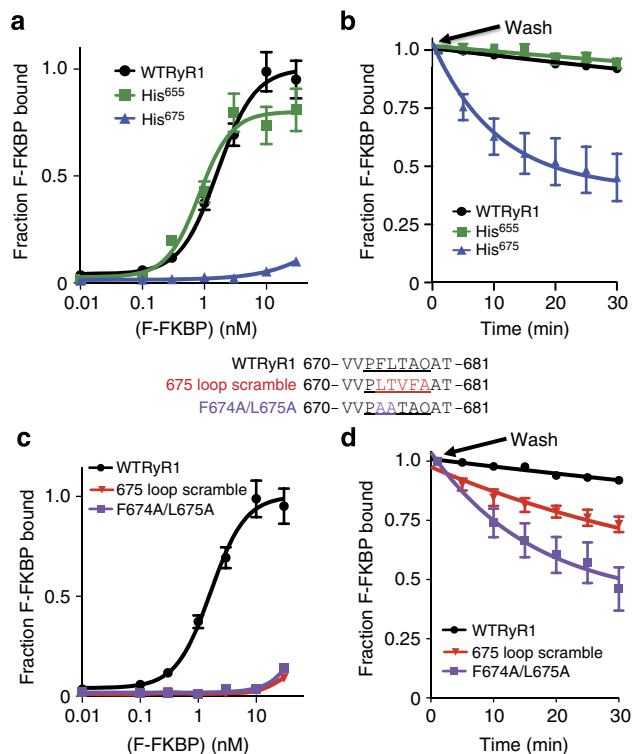 a
Fraction F-FKBP bound
1.0
0.5
0
WTRyR1
His655
His675
0.01 0.1 1 10
(F-FKBP) (nM)
b
Fraction F-FKBP bound
Wash
1.0
0.75
0.5
0.25
WTRyR1
His655
His675
0 10 20 30
Time (min)
WTRyR1 670-VVPFLTAQAT-681
675 loop scramble 670-VVPLTVFAAT-681
F674A/L675A 670-VVPAATAQAT-681
c
Fraction F-FKBP bound
WTRyR1
675 loop scramble
F674A/L675A
1.0
0.5
0
0.01 0.1 1 10
(F-FKBP) (nM)
d
Fraction F-FKBP bound
Wash
1.0
0.75
0.5
0.25
WTRyR1
675 loop scramble
F674A/L675A
0 10 20 30
Time (min)